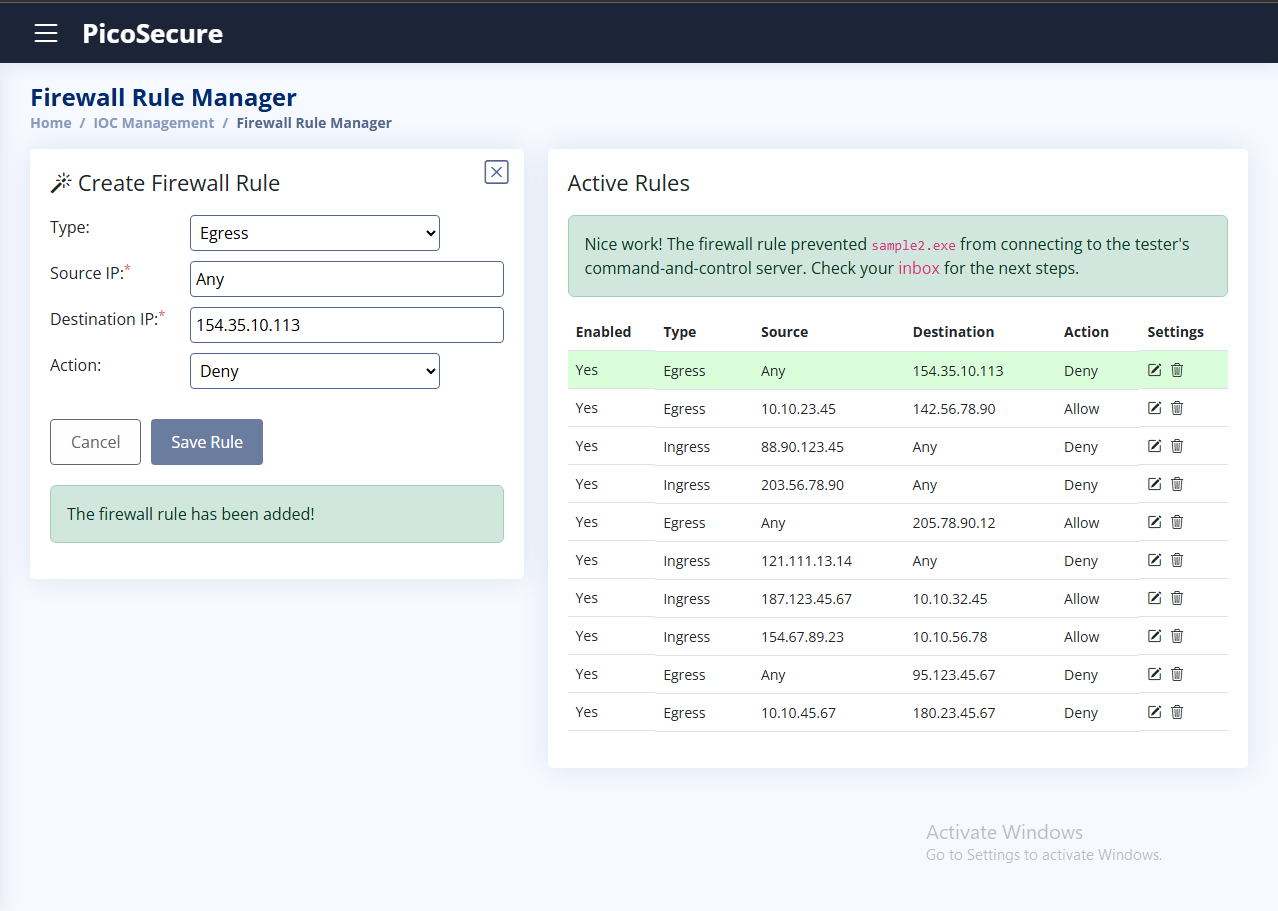 PicoSecure
Firewall Rule Manager
Home / IOC Management / Firewall Rule Manager
Create Firewall Rule
Type: Egress
Source IP:* Any
Destination IP:* 154.35.10.113
Action: Deny
Cancel Save Rule
The firewall rule has been added!
Active Rules
Nice work! The firewall rule prevented sample2.exe from connecting to the tester's
command-and-control server. Check your inbox for the next steps.
Enabled Type Source Destination Action Settings
Yes Egress Any 154.35.10.113 Deny
Yes Egress 10.10.23.45 142.56.78.90 Allow
Yes Ingress 88.90.123.45 Any Deny
Yes Ingress 203.56.78.90 Any Deny
Yes Egress Any 205.78.90.12 Allow
Yes Ingress 121.111.13.14 Any Deny
Yes Ingress 187.123.45.67 10.10.32.45 Allow
Yes Ingress 154.67.89.23 10.10.56.78 Allow
Yes Egress Any 95.123.45.67 Deny
Yes Egress 10.10.45.67 180.23.45.67 Deny
Activate Windows
Go to Settings to activate Windows.